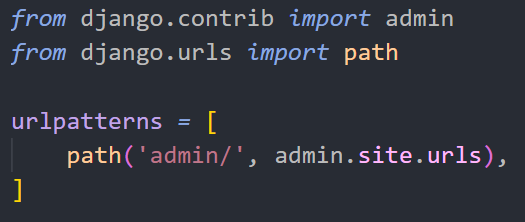 from django.contrib import admin
from django.urls import path
urlpatterns = [
    path('admin/', admin.site.urls),
]